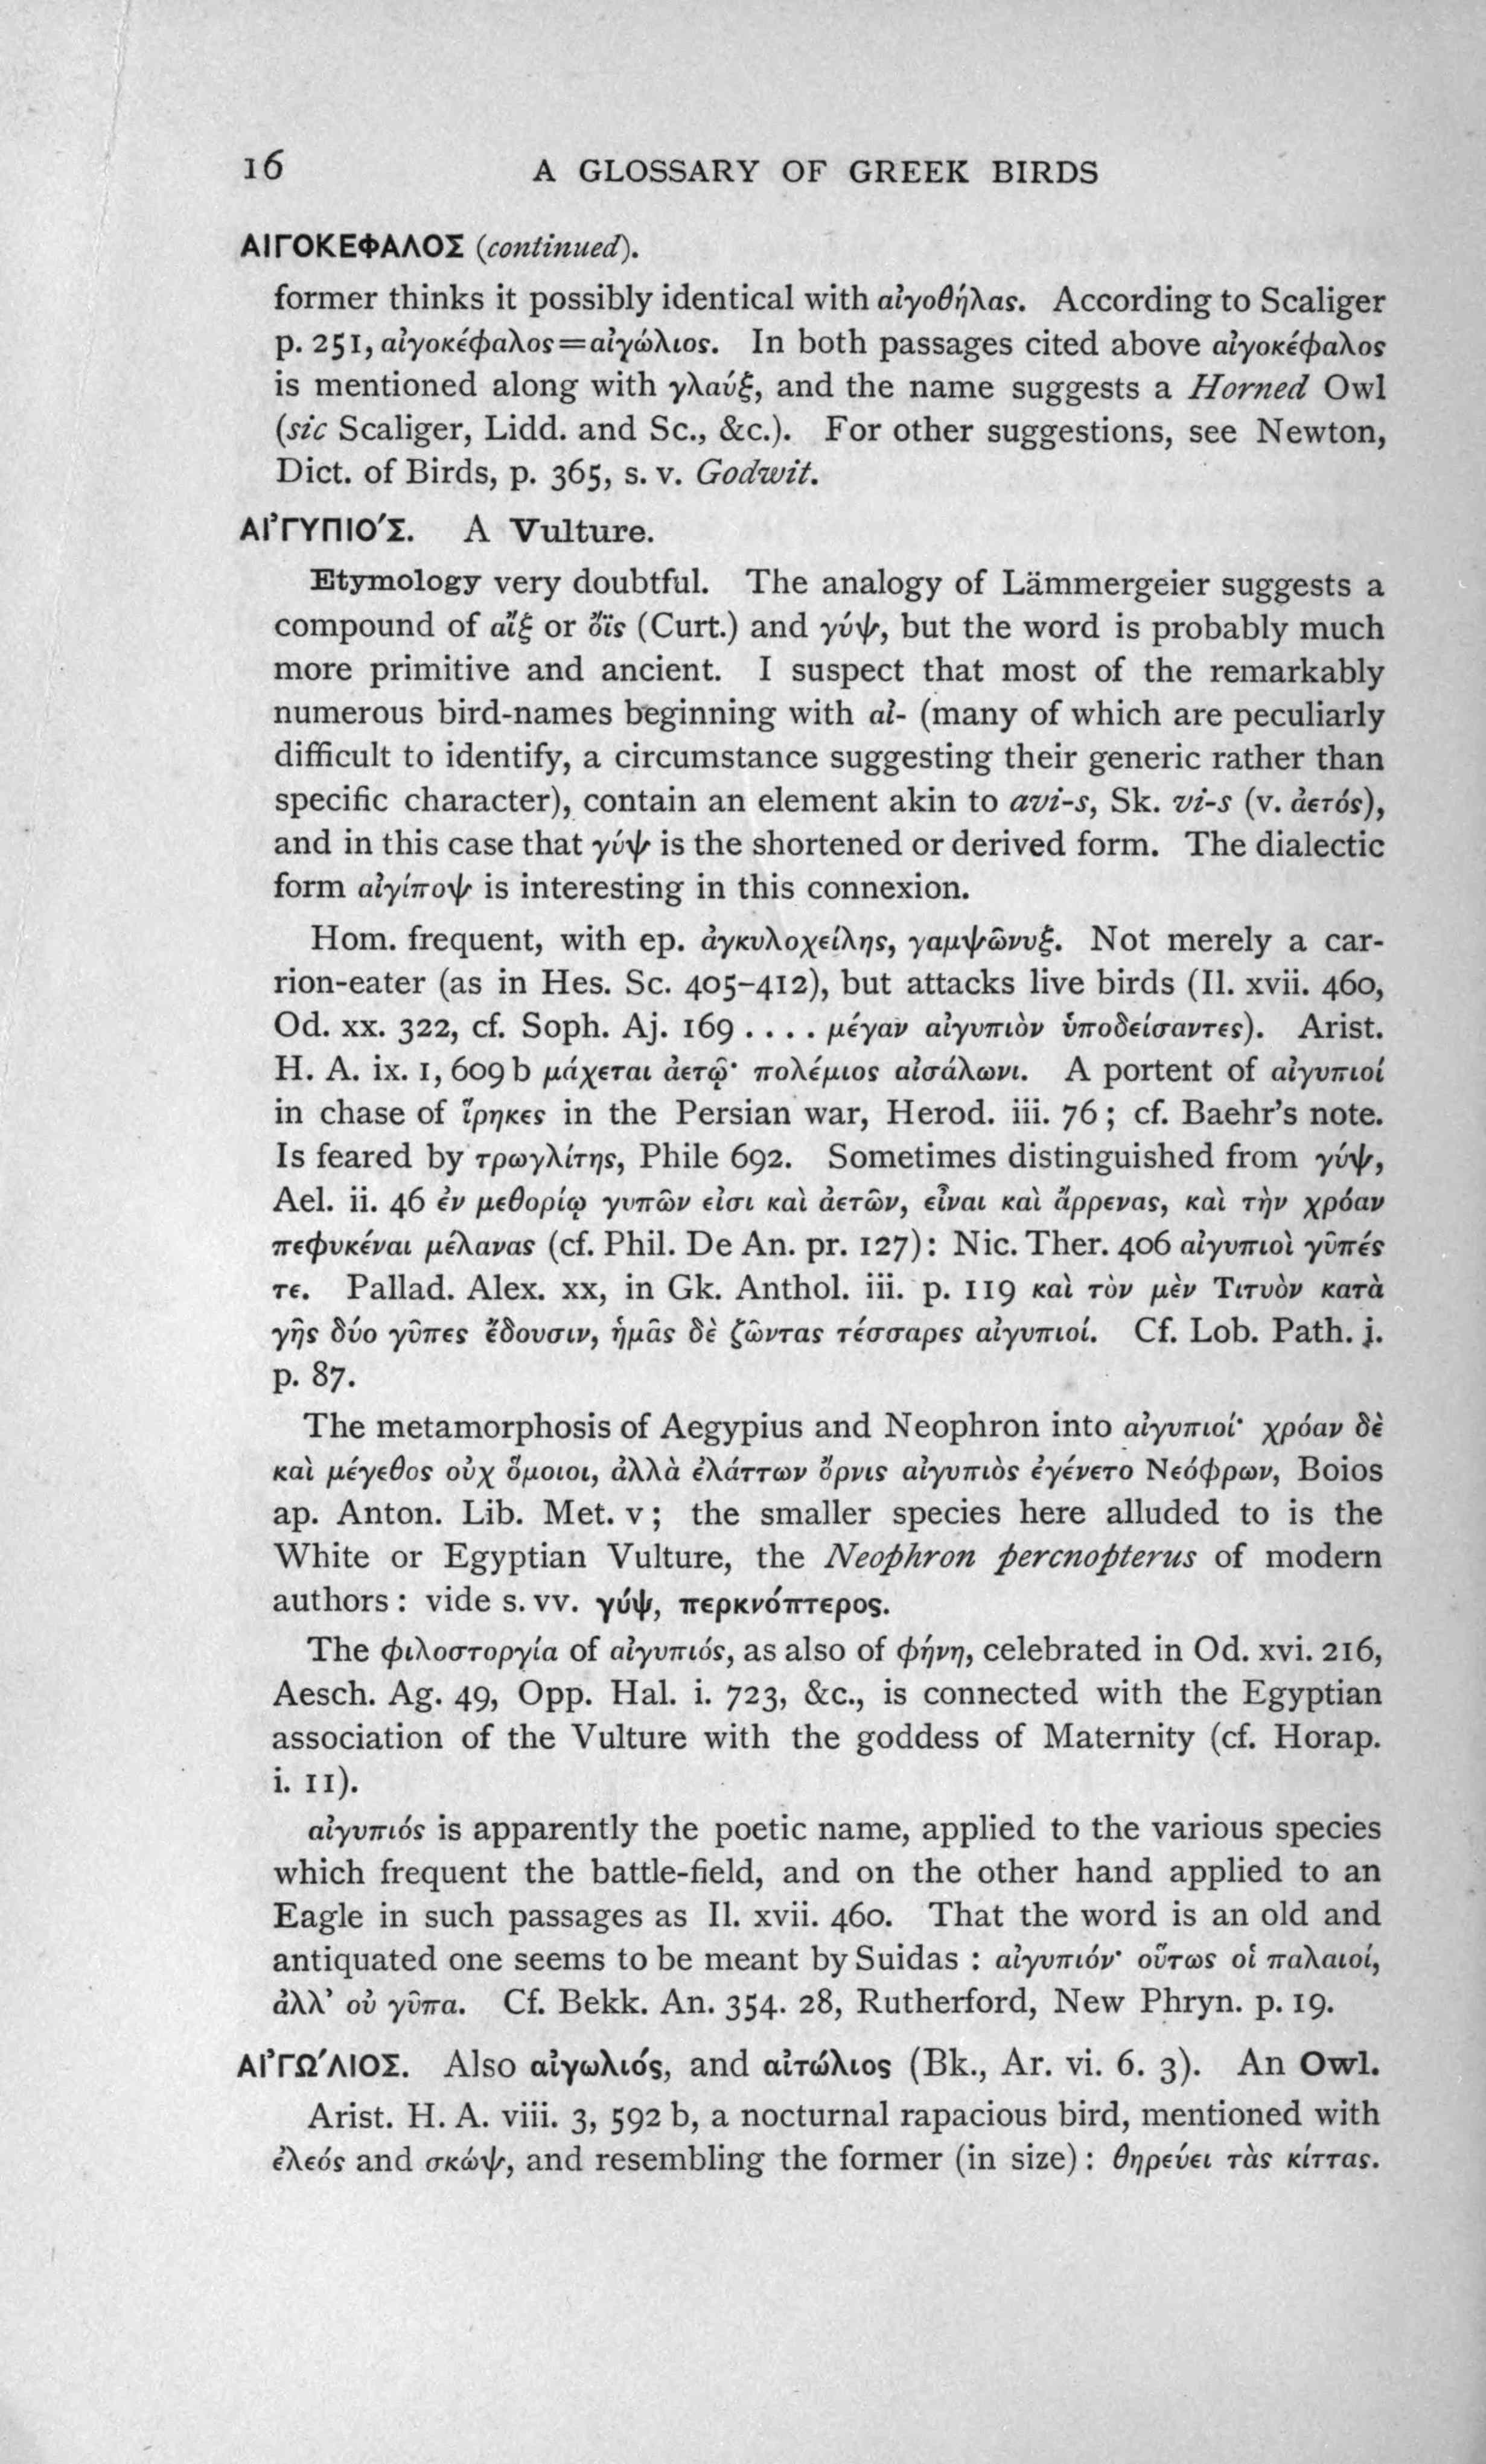 16 A GLOSSARY OF GREEK BIRDS
ΑΙΓΟΚΕΦΑΛΟΣ (continued).
former thinks it possibly identical with αἰγοθήλας. According to Scaliger
p. 251, αἰγοκέφαλος=αἰγώλιος. In both passages cited above αἰγοκέφαλος
is mentioned along with γλαύξ, and the name suggests a Horned Owl
(sic Scaliger, Lidd. and Sc., &c.). For other suggestions, see Newton,
Dict. of Birds, p. 365, s. v. Godwit.
ΑΙ’ΓΥΠΙΟ΄Σ. A Vulture.
Etymology very doubtful. The analogy of Lämmergeier suggests a
compound of αἴξ or ὄϊς (Curt.) and γύψ, but the word is probably much
more primitive and ancient. I suspect that most of the remarkably
numerous bird-names beginning with αἰ- (many of which are peculiarly
difficult to identify, a circumstance suggesting their generic rather than
specific character), contain an element akin to avi-s, Sk. vi-s (v. ἀετός),
and in this case that γύψ is the shortened or derived form. The dialectic
form αἰγίποψ is interesting in this connexion.
Hom. frequent, with ep. ἀγκυλοχείλης, γαμψῶνυξ. Not merely a car-
rion-eater (as in Hes. Sc. 405–412), but attacks live birds (Il. xvii. 460,
Od. xx. 322, cf. Soph. Aj. 169 .... μέγαν αἰγυπιὸν ὑποδείσαντες). Arist.
H. A. ix. 1, 609 b μάχεται ἀετῷ· πολέμιος αἰσάλωνι. A portent of αἰγυπιοί
in chase of ἴρηκες in the Persian war, Herod. iii. 76; cf. Baehr's note.
Is feared by τρωγλίτης, Phile 692. Sometimes distinguished from γύψ,
Ael. ii. 46 ἐν μεθορίῳ γυπῶν εἰσι καὶ ἀετῶν, εἶναι καὶ ἄρρενας, καὶ τὴν χρόαν
πεφυκέναι μέλανας (cf. Phil. De An. pr. 127): Nic. Ther. 406 αἰγυπιοὶ γῦπές
τε. Pallad. Alex. xx, in Gk. Anthol. iii. p. 119 καὶ τὸν μὲν Τιτυὸν κατὰ
γῆς δύο γῦπες ἔδουσιν, ἡμᾶς δὲ ζῶντας τέσσαρες αἰγυπιοί. Cf. Lob. Path. j.
p. 87.
The metamorphosis of Aegypius and Neophron into αἰγυπιοί· χρόαν δὲ
καὶ μέγεθος οὐχ ὅμοιοι, ἀλλὰ ἐλάττων ὄρνις αἰγυπιὸς ἐγένετο Νεόφρων, Boios
ap. Anton. Lib. Met. v; the smaller species here alluded to is the
White or Egyptian Vulture, the Neophron percnopterus of modern
authors: vide s. vv. γύψ, περκνόπτερος.
The φιλοστοργία of αἰγυπιός, as also of φήνη, celebrated in Od. xvi. 216,
Aesch. Ag. 49, Opp. Hal. i. 723, &c., is connected with the Egyptian
association of the Vulture with the goddess of Maternity (cf. Horap.
i. 11).
αἰγυπιός is apparently the poetic name, applied to the various species
which frequent the battle-field, and on the other hand applied to an
Eagle in such passages as Il. xvii. 460. That the word is an old and
antiquated one seems to be meant by Suidas: αἰγυπιόν· οὕτως οἱ παλαιοί,
ἀλλ’ οὐ γῦπα. Cf. Bekk. An. 354. 28, Rutherford, New Phryn. p. 19.
ΑΙ’ΓΩ΄ΛΙΟΣ. Also αἰγωλιός, and αἰτώλιος (Bk., Ar. vi. 6. 3). An Owl.
Arist. H. A. viii. 3, 592 b, a nocturnal rapacious bird, mentioned with
ἐλεός and σκώψ, and resembling the former (in size): θηρεύει τὰς κίττας.